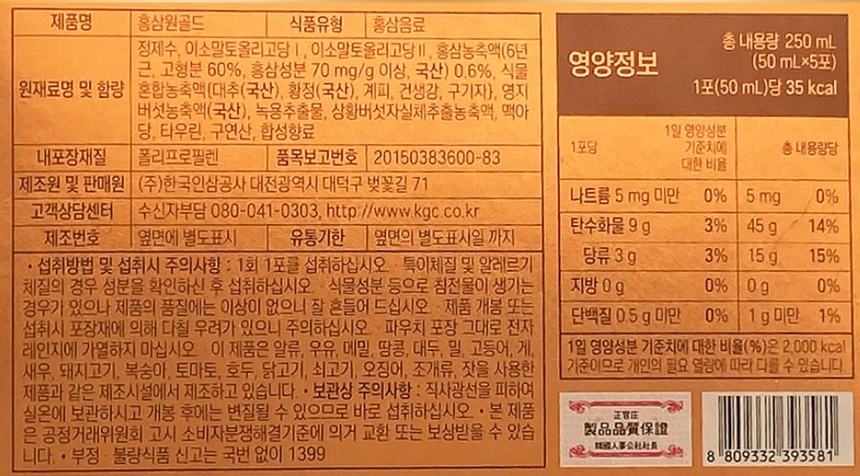 제품명 홍삼원골드 식품유형 홍삼음료
원재료명 및 함량
정제수, 이소말토올리고당Ⅰ, 이소말토올리고당Ⅱ, 홍삼농축액(6년
근, 고형분 60%, 홍삼성분 70 mg/g 이상, 국산) 0.6%, 식물
혼합농축액{대추(국산), 황정(국산), 계피, 건생강, 구기자}, 영지
버섯농축액(국산), 녹용추출물, 상황버섯자실체추출농축액, 맥아
당, 타우린, 구연산, 합성향료
내포장재질 폴리프로필렌 품목보고번호 20150383600-83
제조원 및 판매원 (주)한국인삼공사 대전광역시 대덕구 벚꽃길 71
고객상담센터 수신자부담 080-041-0303, http://www.kgc.co.kr
제조번호 옆면에 별도표시 유통기한 옆면의 별도표시일 까지
• 섭취방법 및 섭취시 주의사항 : 1회 1포를 섭취하십시오. · 특이체질 및 알레르기
체질의 경우 성분을 확인하신 후 섭취하십시오. · 식물성분 등으로 침전물이 생기는
경우가 있으나 제품의 품질에는 이상이 없으니 잘 흔들어 드십시오. · 제품 개봉 또는
섭취시 포장재에 의해 다칠 우려가 있으니 주의하십시오. · 파우치 포장 그대로 전자
레인지에 가열하지 마십시오. · 이 제품은 알류, 우유, 메밀, 땅콩, 대두, 밀, 고등어, 게,
새우, 돼지고기, 복숭아, 토마토, 호두, 닭고기, 쇠고기, 오징어, 조개류, 잣을 사용한
제품과 같은 제조시설에서 제조하고 있습니다. • 보관상 주의사항 : 직사광선을 피하여
실온에 보관하시고 개봉 후에는 변질될 수 있으므로 바로 섭취하십시오. • 본 제품
은 공정거래위원회 고시 소비자분쟁해결기준에 의거 교환 또는 보상받을 수 있습
니다. • 부정 · 불량식품 신고는 국번 없이 1399
영양정보
총 내용량 250 mL
(50 mL×5포)
1포(50 mL)당 35 kcal
1포당 1일 영양성분 기준치에 대한 비율 총 내용량당
나트륨 5 mg 미만 0% 5 mg 0%
탄수화물 9 g 3% 45 g 14%
당류 3 g 3% 15 g 15%
지방 0 g 0% 0 g 0%
단백질 0.5 g 미만 0% 1 g 미만 1%
1일 영양성분 기준치에 대한 비율(%)은 2,000 kcal
기준이므로 개인의 필요 열량에 따라 다를 수 있습니다.
正官庄
製品品質保證
韓國人蔘公社社長
8 809332 393581